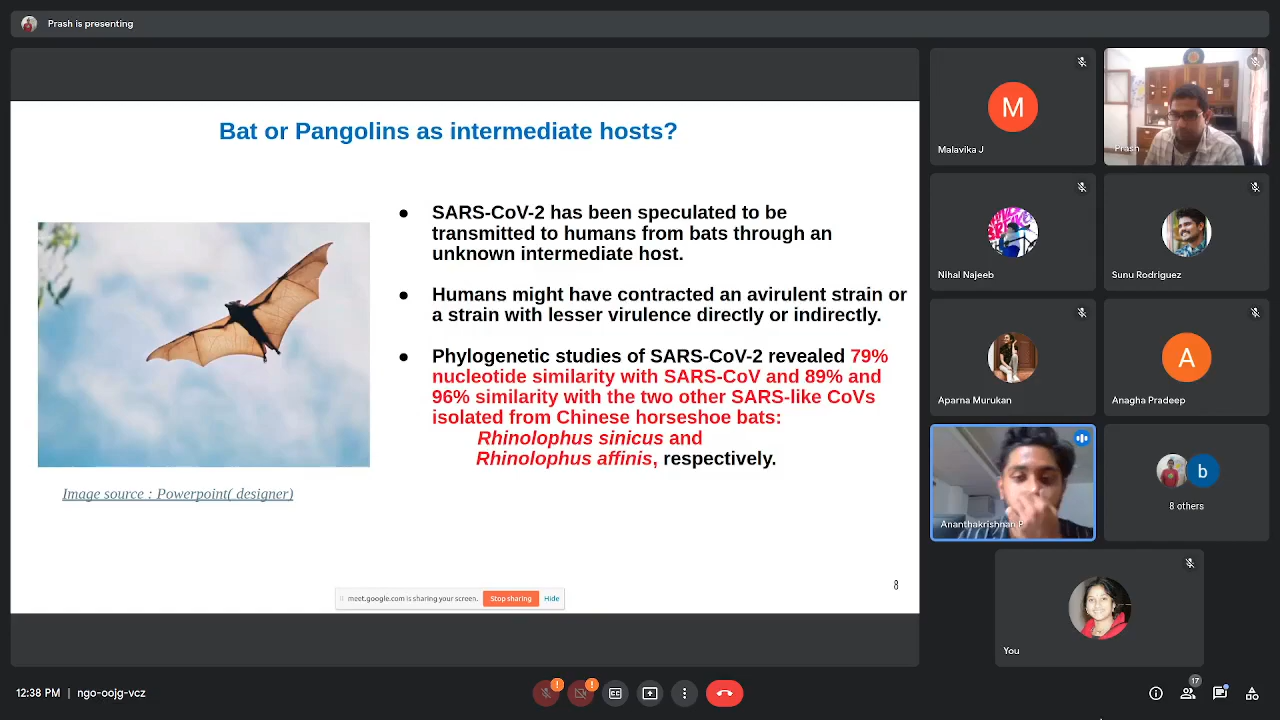 Prash is presenting
Bat or Pangolins as intermediate hosts?
● SARS-CoV-2 has been speculated to be
transmitted to humans from bats through an
unknown intermediate host.
● Humans might have contracted an avirulent strain or
a strain with lesser virulence directly or indirectly.
● Phylogenetic studies of SARS-CoV-2 revealed 79%
nucleotide similarity with SARS-CoV and 89% and
96% similarity with the two other SARS-like CoVs
isolated from Chinese horseshoe bats:
Rhinolophus sinicus and
Rhinolophus affinis, respectively.
Image source : Powerpoint( designer)
8
meet.google.com is sharing your screen. Stop sharing Hide
M
Malavika J
Prash
Nihal Najeeb
Sunu Rodriguez
Aparna Murukan
A
Anagha Pradeep
Ananthakrishnan P
b
8 others
You
12:38 PM | ngo-oojg-vcz
17